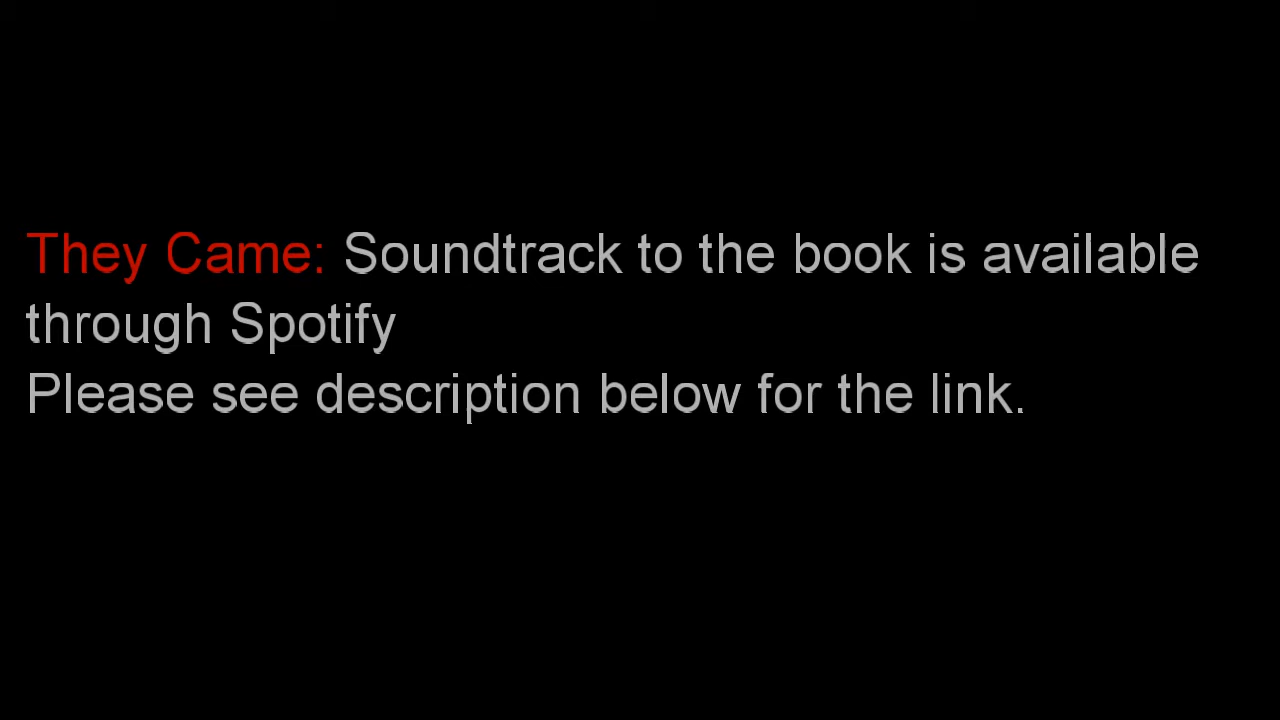 They Came: Soundtrack to the book is available
through Spotify
Please see description below for the link.